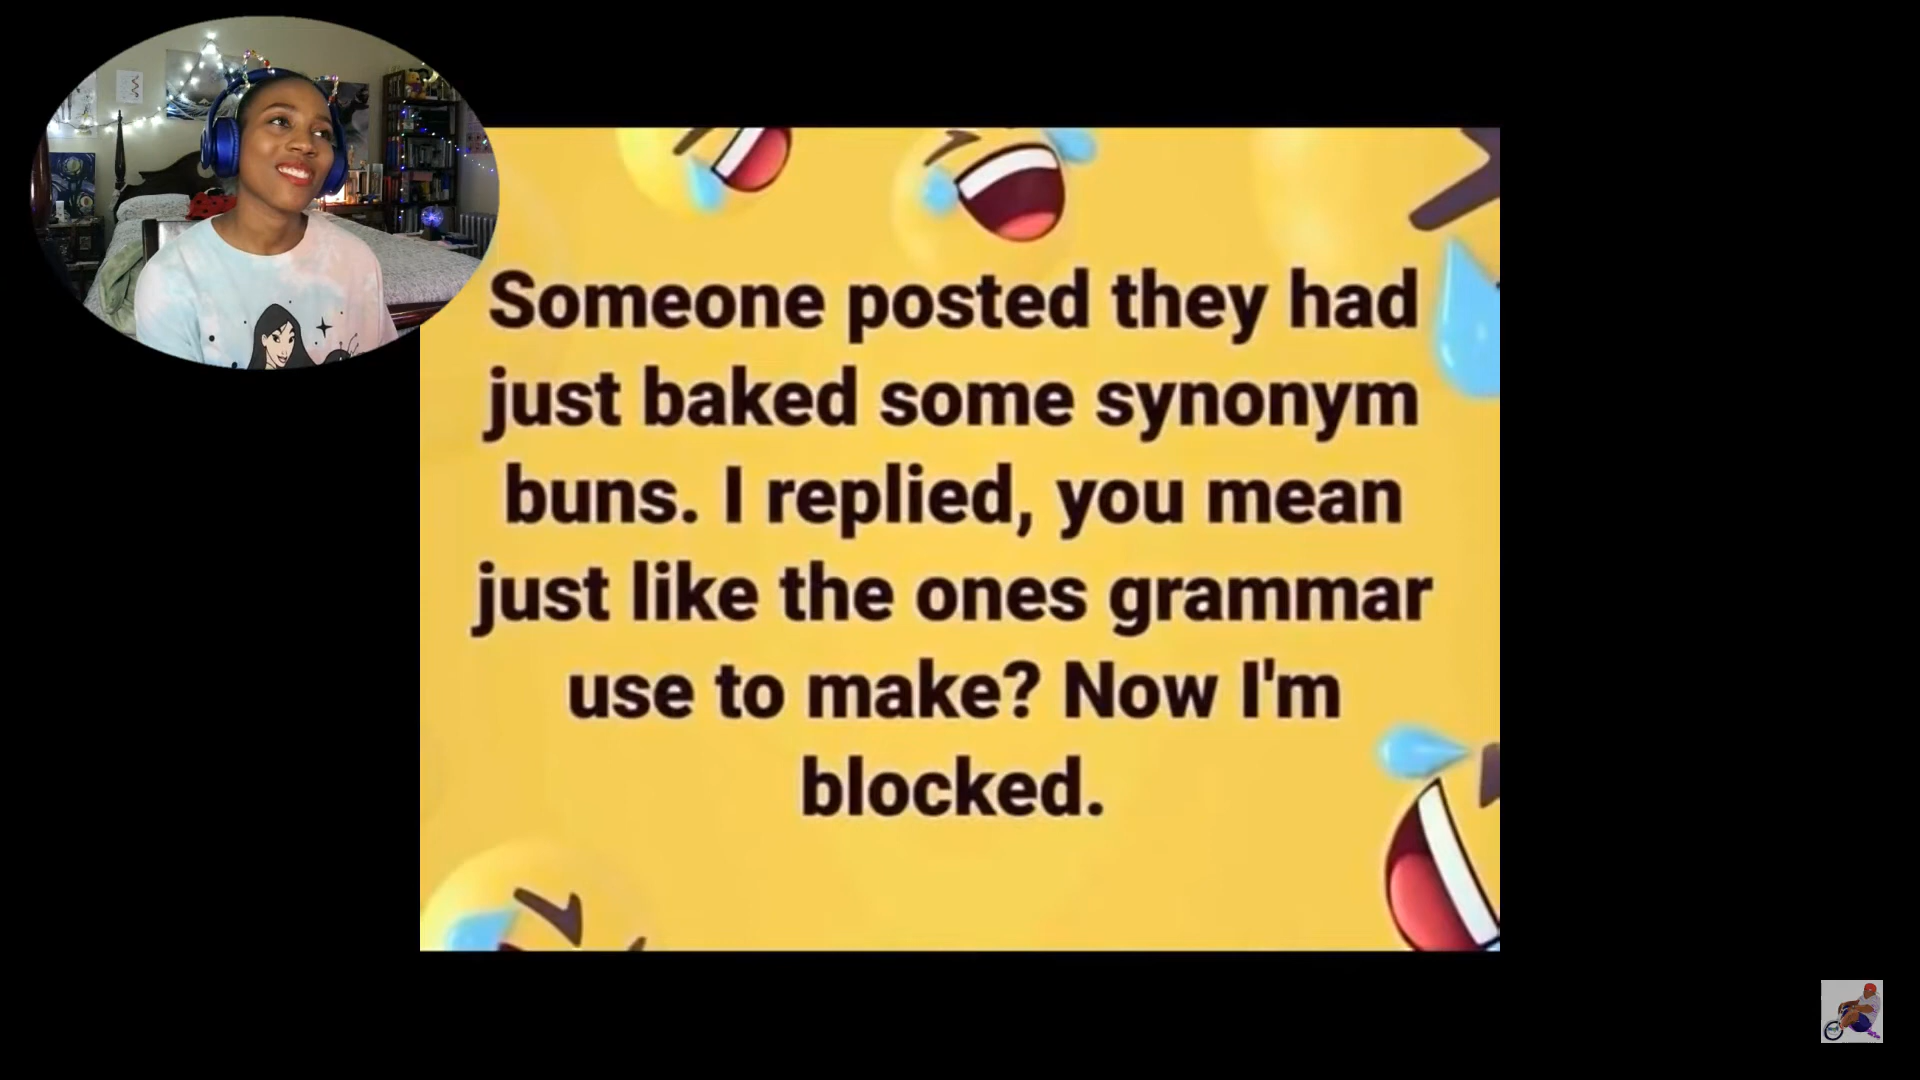 Someone posted they had
just baked some synonym
buns. I replied, you mean
just like the ones grammar
use to make? Now I'm
blocked.